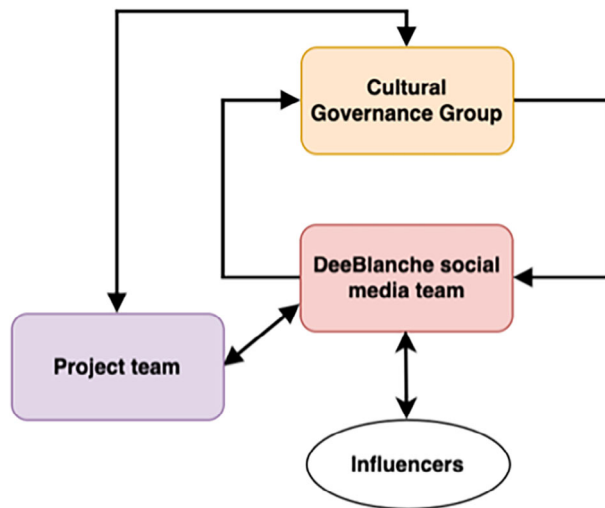 Cultural
Governance Group
DeeBlanche social
media team
Project team
Influencers